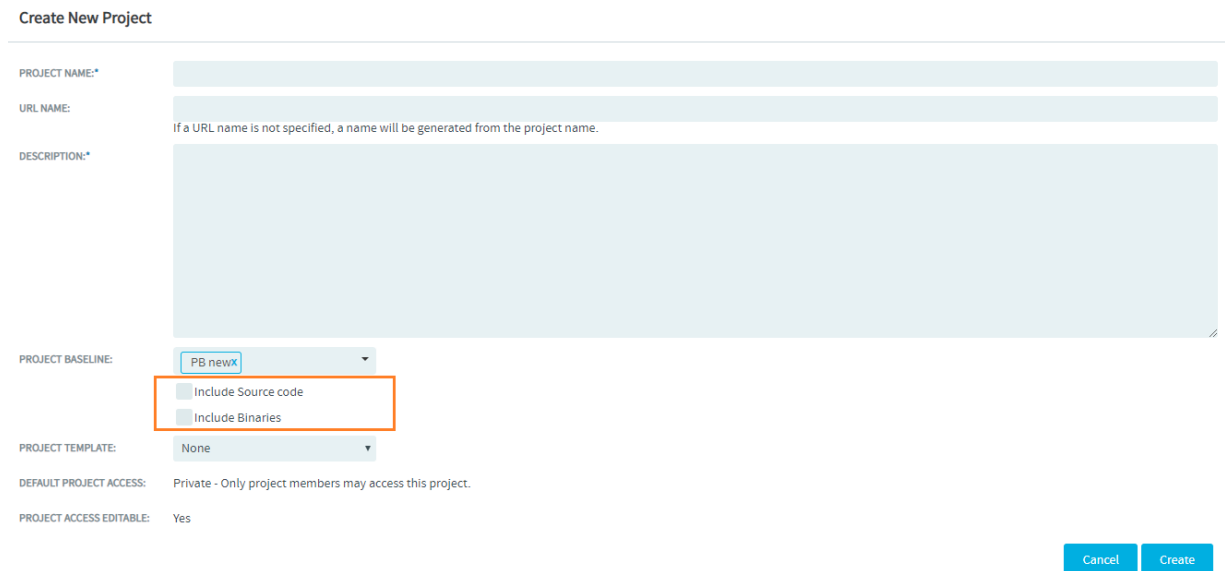 Create New Project
PROJECT NAME:*
URL NAME:
If a URL name is not specified, a name will be generated from the project name.
DESCRIPTION:*
PROJECT BASELINE:
PB newx
Include Source code
Include Binaries
PROJECT TEMPLATE:
None
DEFAULT PROJECT ACCESS:
Private - Only project members may access this project.
PROJECT ACCESS EDITABLE:
Yes
Cancel
Create